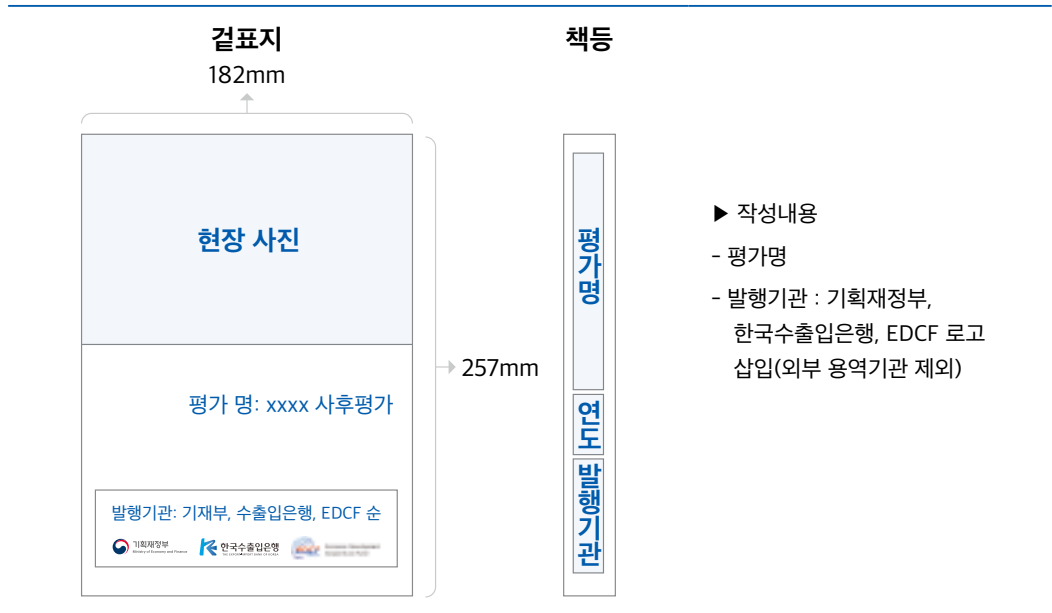 겉표지
182mm
현장 사진
257mm
평가 명: xxxx 사후평가
발행기관: 기재부, 수출입은행, EDCF 순
기획재정부
Ministry of Economy and Finance
한국수출입은행
책등
평가명
연도
발행기관
▶ 작성내용
- 평가명
- 발행기관 : 기획재정부,
한국수출입은행, EDCF 로고
삽입(외부 용역기관 제외)